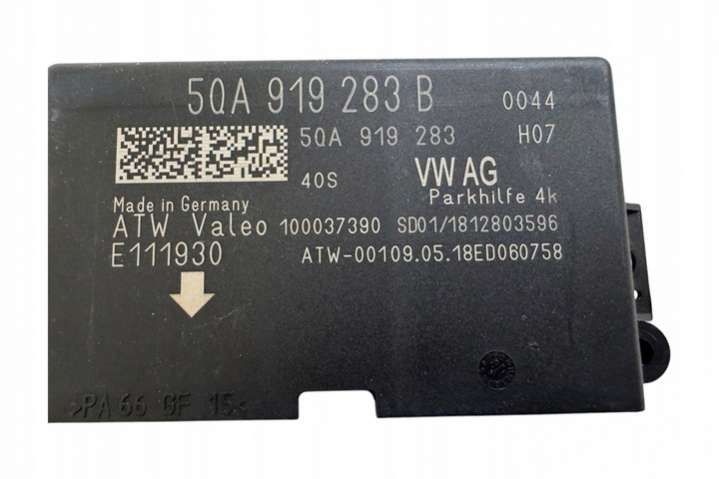 5QA 919 283 B 0044
5QA 919 283 H07
40S VW AG
Parkhilfe 4k
Made in Germany
ATW Valeo 100037390 SD01/1812803596
E111930 ATW-00109.05.18ED060758
>PA 66 GF 15<